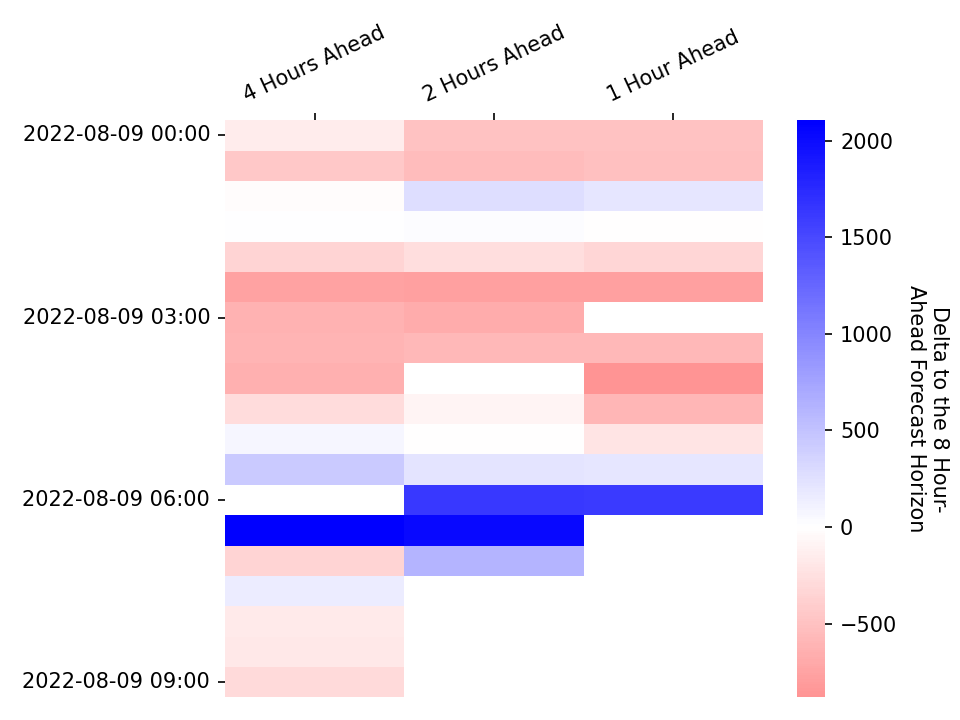 4 Hours Ahead
2 Hours Ahead
1 Hour Ahead
2022-08-09 00:00
2022-08-09 03:00
2022-08-09 06:00
2022-08-09 09:00
2000
1500
1000
500
0
−500
Delta to the 8 Hour-
Ahead Forecast Horizon